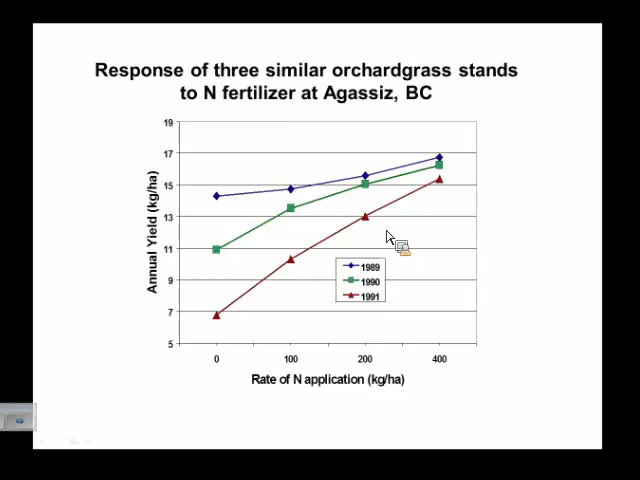 Response of three similar orchardgrass stands
to N fertilizer at Agassiz, BC
19
17
15
13
11
9
7
5
Annual Yield (kg/ha)
1989
1990
1991
0 100 200 400
Rate of N application (kg/ha)